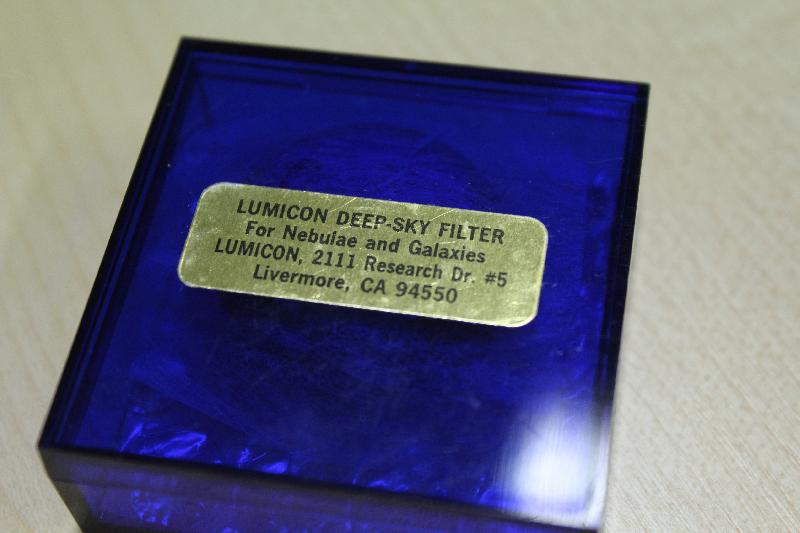 LUMICON DEEP-SKY FILTER
For Nebulae and Galaxies
LUMICON, 2111 Research Dr. #5
Livermore, CA 94550